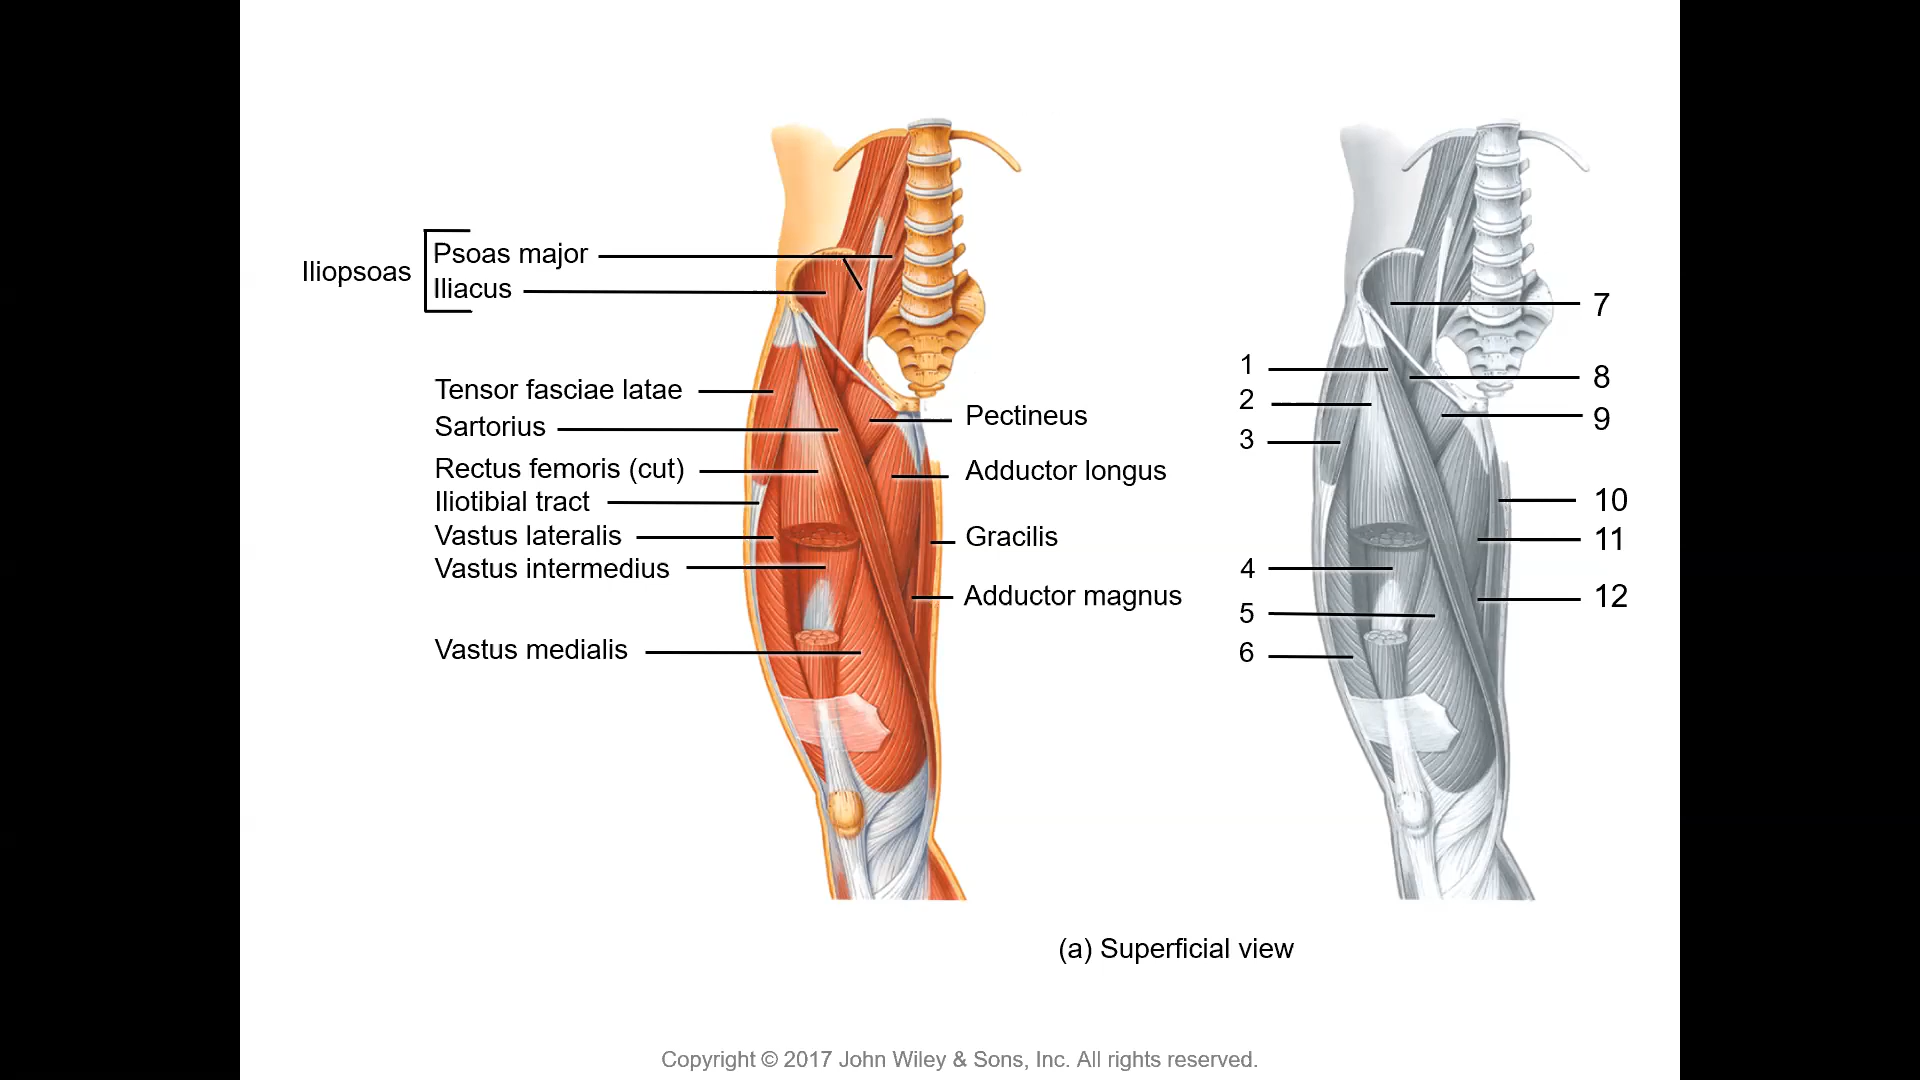 Iliopsoas
Psoas major
Iliacus
Tensor fasciae latae
Sartorius
Rectus femoris (cut)
Iliotibial tract
Vastus lateralis
Vastus intermedius
Vastus medialis
Pectineus
Adductor longus
Gracilis
Adductor magnus
1
2
3
4
5
6
7
8
9
10
11
12
(a) Superficial view
Copyright © 2017 John Wiley & Sons, Inc. All rights reserved.